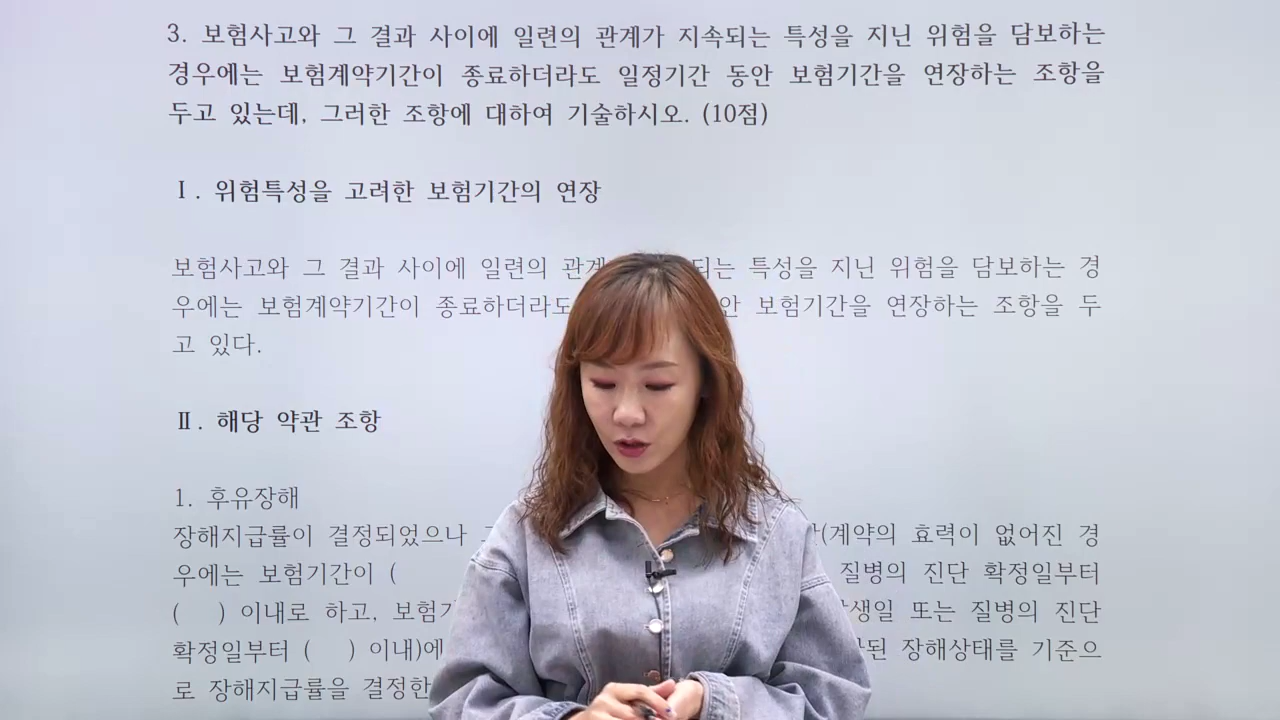 3. 보험사고와 그 결과 사이에 일련의 관계가 지속되는 특성을 지닌 위험을 담보하는
경우에는 보험계약기간이 종료하더라도 일정기간 동안 보험기간을 연장하는 조항을
두고 있는데, 그러한 조항에 대하여 기술하시오. (10점)
Ⅰ. 위험특성을 고려한 보험기간의 연장
보험사고와 그 결과 사이에 일련의 되는 특성을 지닌 위험을 담보하는 경
우에는 보험계약기간이 종료하더라도 보험기간을 연장하는 조항을 두
고 있다.
Ⅱ. 해당 약관 조항
1. 후유장해
장해지급률이 결정되었으나 (계약의 효력이 없어진 경
우에는 보험기간이 ( 질병의 진단 확정일부터
( ) 이내로 하고, 또는 질병의 진단
확정일부터 ( ) 이내)에 장해상태를 기준으
로 장해지급률을